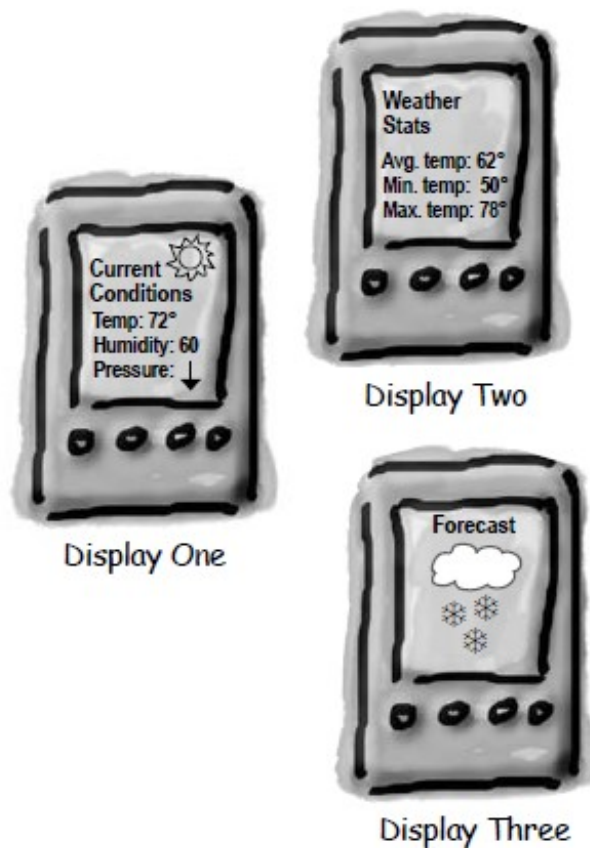 Weather
Stats
Avg. temp: 62°
Min. temp: 50°
Max. temp: 78°
Display Two
Current
Conditions
Temp: 72°
Humidity: 60
Pressure:
Display One
Forecast
Display Three